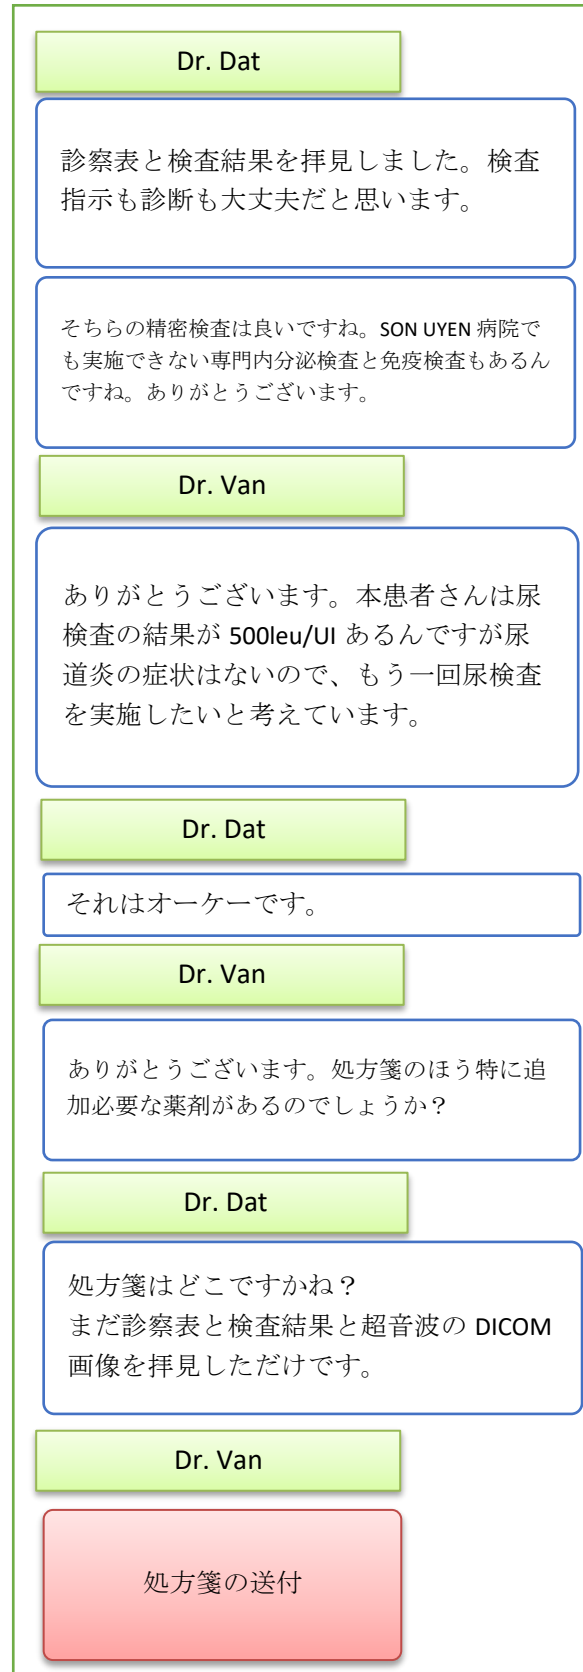 Dr. Dat
診察表と検査結果を拝見しました。検査
指示も診断も大丈夫だと思います。
そちらの精密検査は良いですね。SON UYEN 病院で
も実施できない専門内分泌検査と免疫検査もあるん
ですね。ありがとうございます。
Dr. Van
ありがとうございます。本患者さんは尿
検査の結果が 500leu/UI あるんですが尿
道炎の症状はないので、もう一回尿検査
を実施したいと考えています。
Dr. Dat
それはオーケーです。
Dr. Van
ありがとうございます。処方箋のほう特に追
加必要な薬剤があるのでしょうか？
Dr. Dat
処方箋はどこですかね？
まだ診察表と検査結果と超音波の DICOM
画像を拝見しただけです。
Dr. Van
処方箋の送付